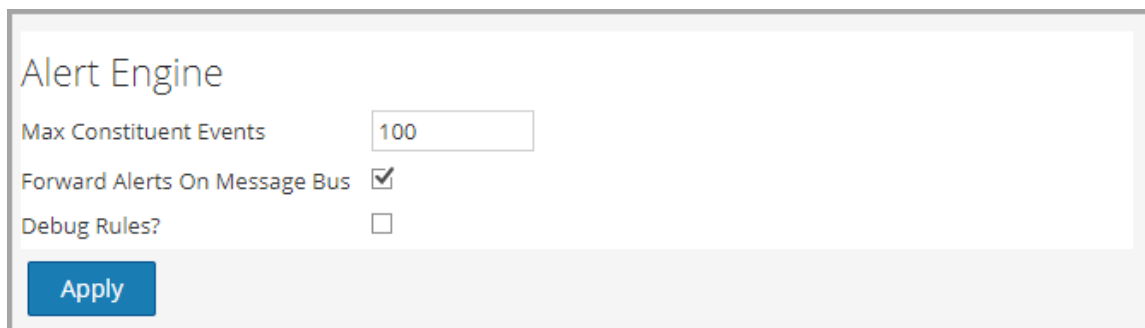 Alert Engine
Max Constituent Events 100
Forward Alerts On Message Bus
Debug Rules?
Apply